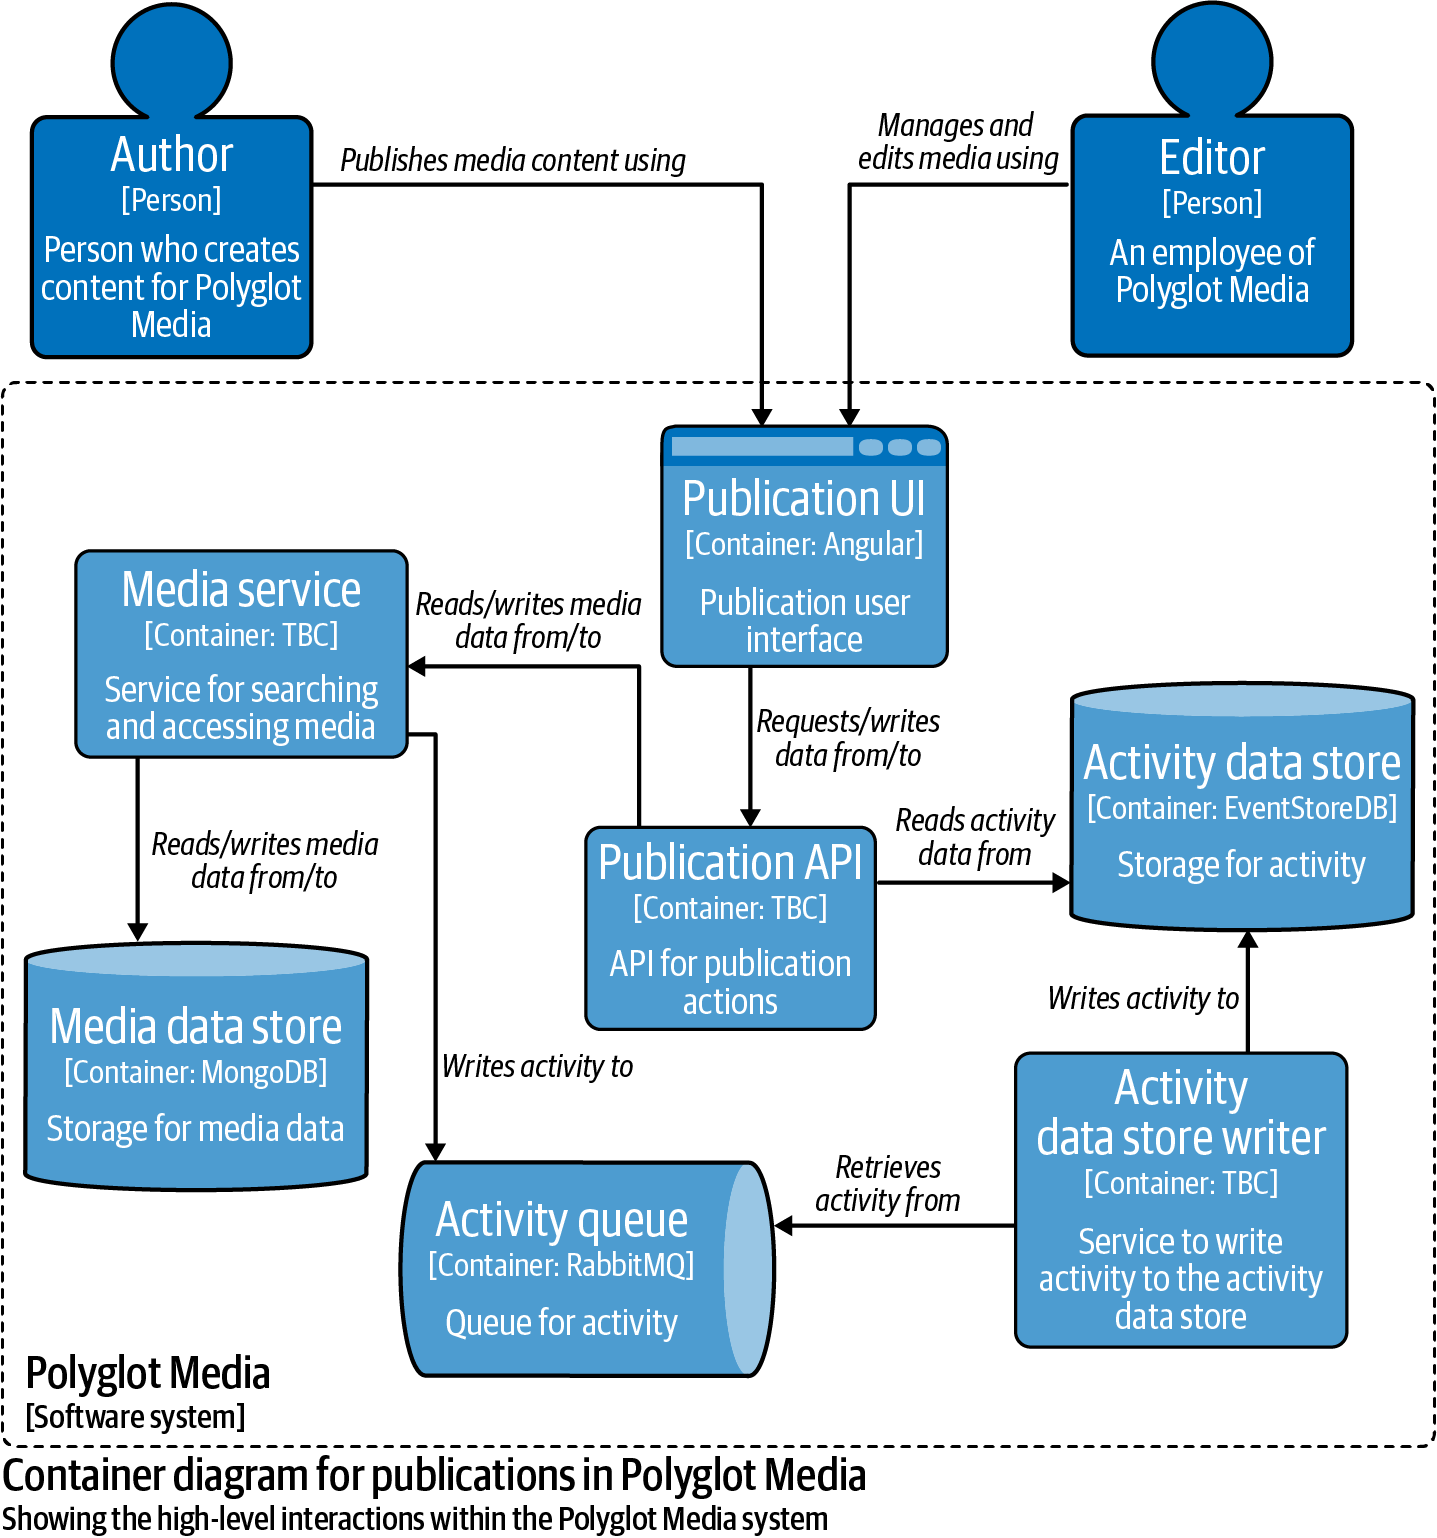 Author
[Person]
Person who creates
content for Polyglot
Media
Publishes media content using
Manages and
edits media using
Editor
[Person]
An employee of
Polyglot Media
Publication UI
[Container: Angular]
Publication user
interface
Media service
[Container: TBC]
Service for searching
and accessing media
Reads/writes media
data from/to
Requests/writes
data from/to
Activity data store
[Container: EventStoreDB]
Storage for activity
Reads activity
data from
Publication API
[Container: TBC]
API for publication
actions
Reads/writes media
data from/to
Media data store
[Container: MongoDB]
Storage for media data
Writes activity to
Writes activity to
Activity
data store writer
[Container: TBC]
Service to write
activity to the activity
data store
Retrieves
activity from
Activity queue
[Container: RabbitMQ]
Queue for activity
Polyglot Media
[Software system]
Container diagram for publications in Polyglot Media
Showing the high-level interactions within the Polyglot Media system